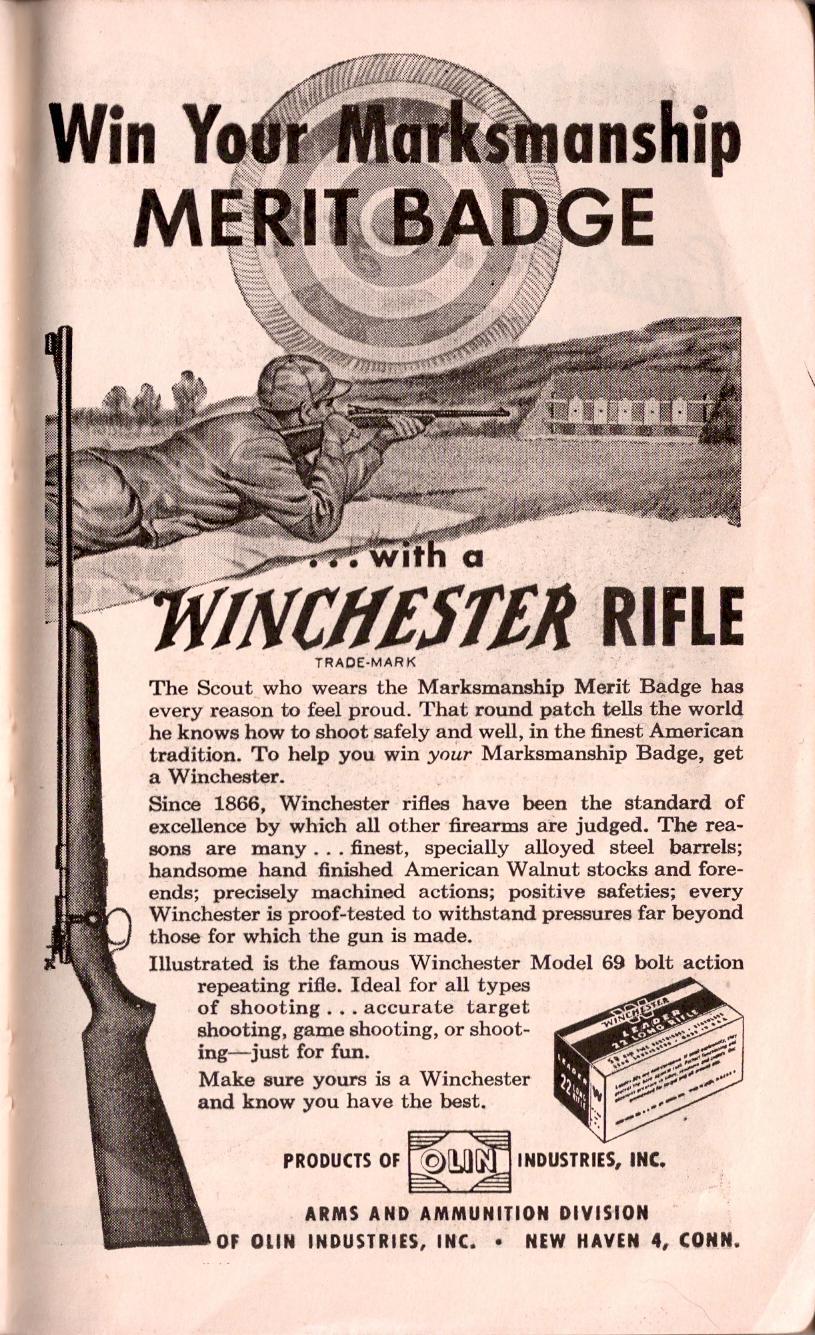 Win Your Marksmanship
MERIT BADGE
... with a
WINCHESTER RIFLE
TRADE-MARK
The Scout who wears the Marksmanship Merit Badge has
every reason to feel proud. That round patch tells the world
he knows how to shoot safely and well, in the finest American
tradition. To help you win your Marksmanship Badge, get
a Winchester.
Since 1866, Winchester rifles have been the standard of
excellence by which all other firearms are judged. The rea-
sons are many ... finest, specially alloyed steel barrels;
handsome hand finished American Walnut stocks and fore-
ends; precisely machined actions; positive safeties; every
Winchester is proof-tested to withstand pressures far beyond
those for which the gun is made.
Illustrated is the famous Winchester Model 69 bolt action
repeating rifle. Ideal for all types
of shooting ... accurate target
shooting, game shooting, or shoot-
ing—just for fun.
Make sure yours is a Winchester
and know you have the best.
WINCHESTER
LEADER
22 LONG RIFLE
LEADER
22
W
PRODUCTS OF OLIN INDUSTRIES, INC.
ARMS AND AMMUNITION DIVISION
OF OLIN INDUSTRIES, INC. • NEW HAVEN 4, CONN.